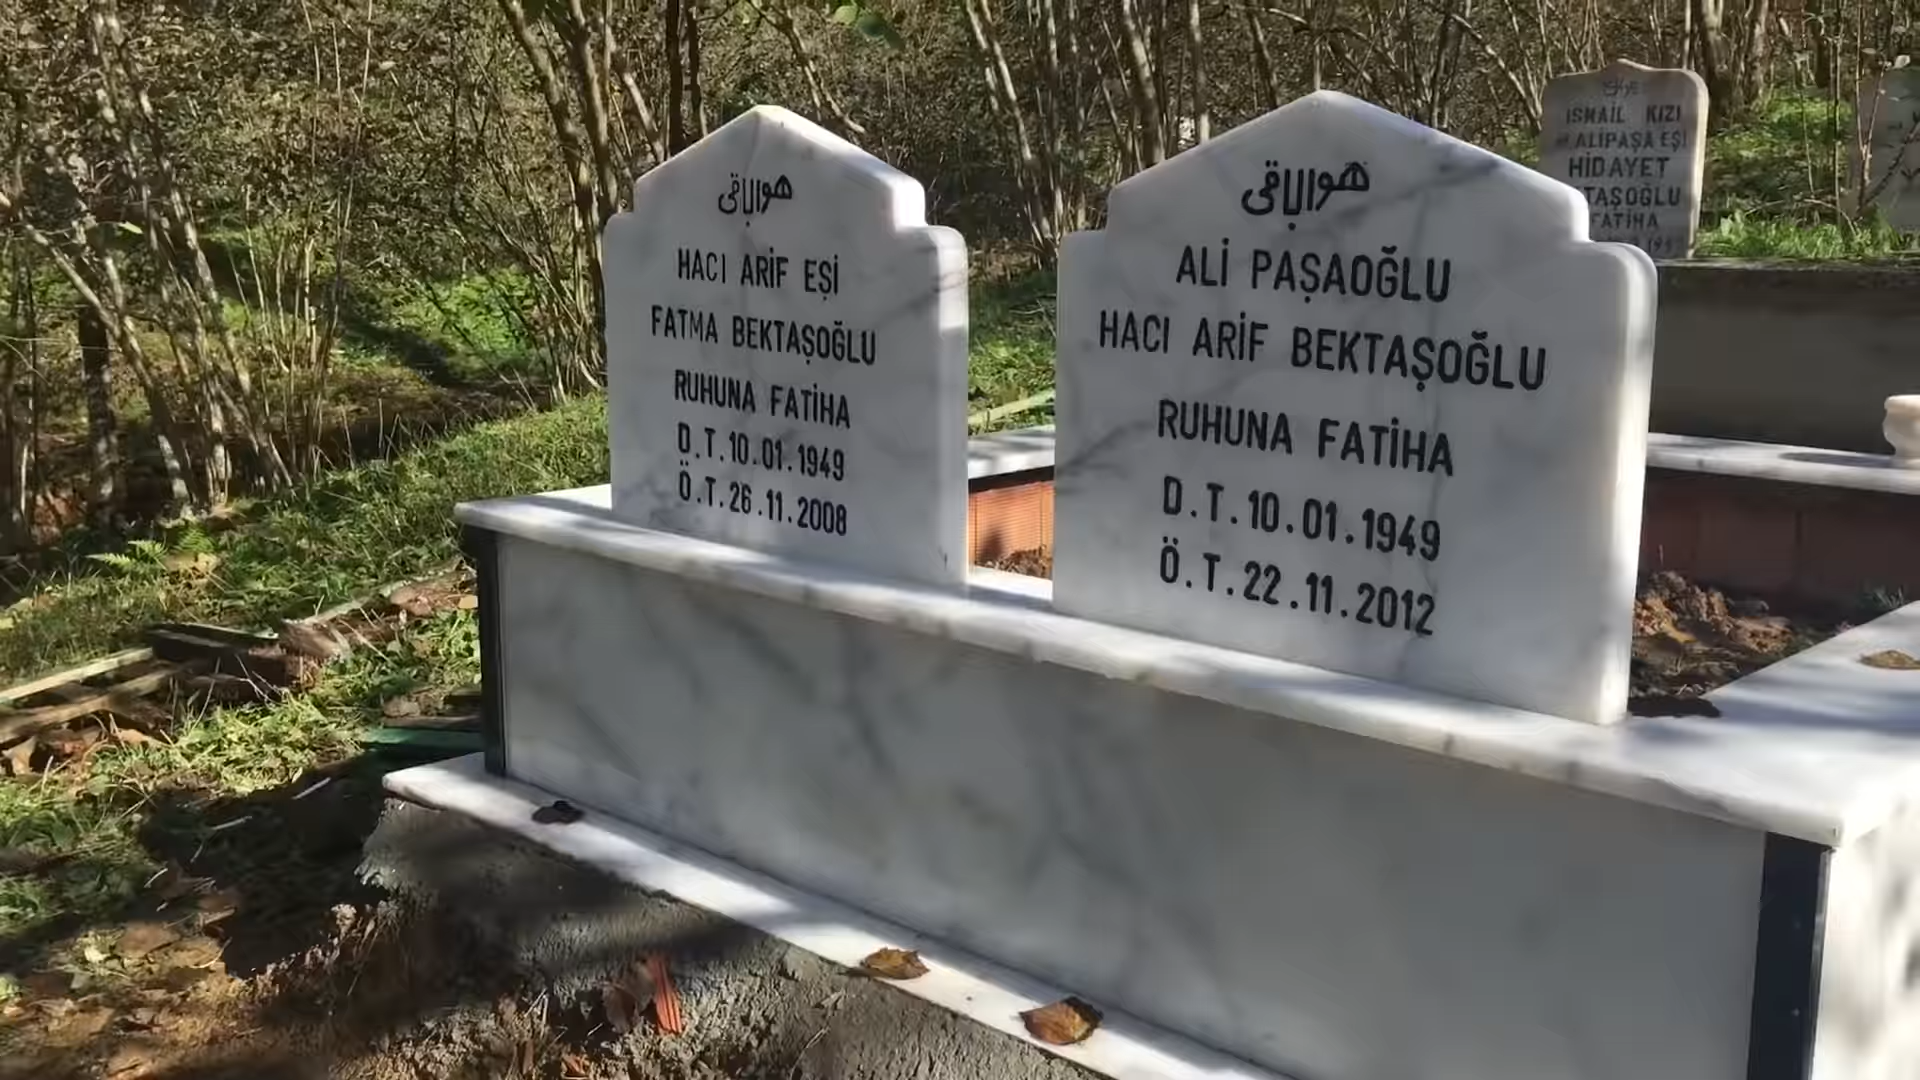 هوالباقی
HACI ARİF EŞİ
FATMA BEKTAŞOĞLU
RUHUNA FATİHA
D.T.10.01.1949
Ö.T.26.11.2008
هوالباقی
ALİ PAŞAOĞLU
HACI ARİF BEKTAŞOĞLU
RUHUNA FATİHA
D.T.10.01.1949
Ö.T.22.11.2012
İSMAİL KIZI
ALİPAŞA EŞİ
HİDAYET
TAŞOĞLU
FATİHA